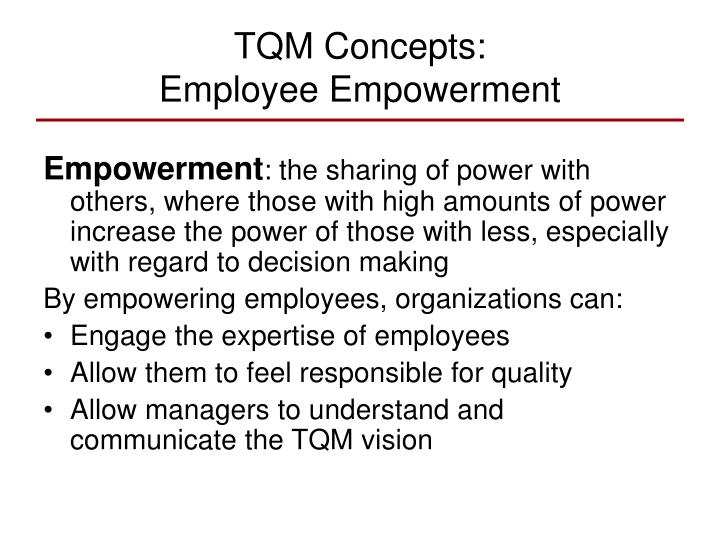 TQM Concepts:
Employee Empowerment
Empowerment: the sharing of power with
others, where those with high amounts of power
increase the power of those with less, especially
with regard to decision making
By empowering employees, organizations can:
• Engage the expertise of employees
• Allow them to feel responsible for quality
• Allow managers to understand and
communicate the TQM vision